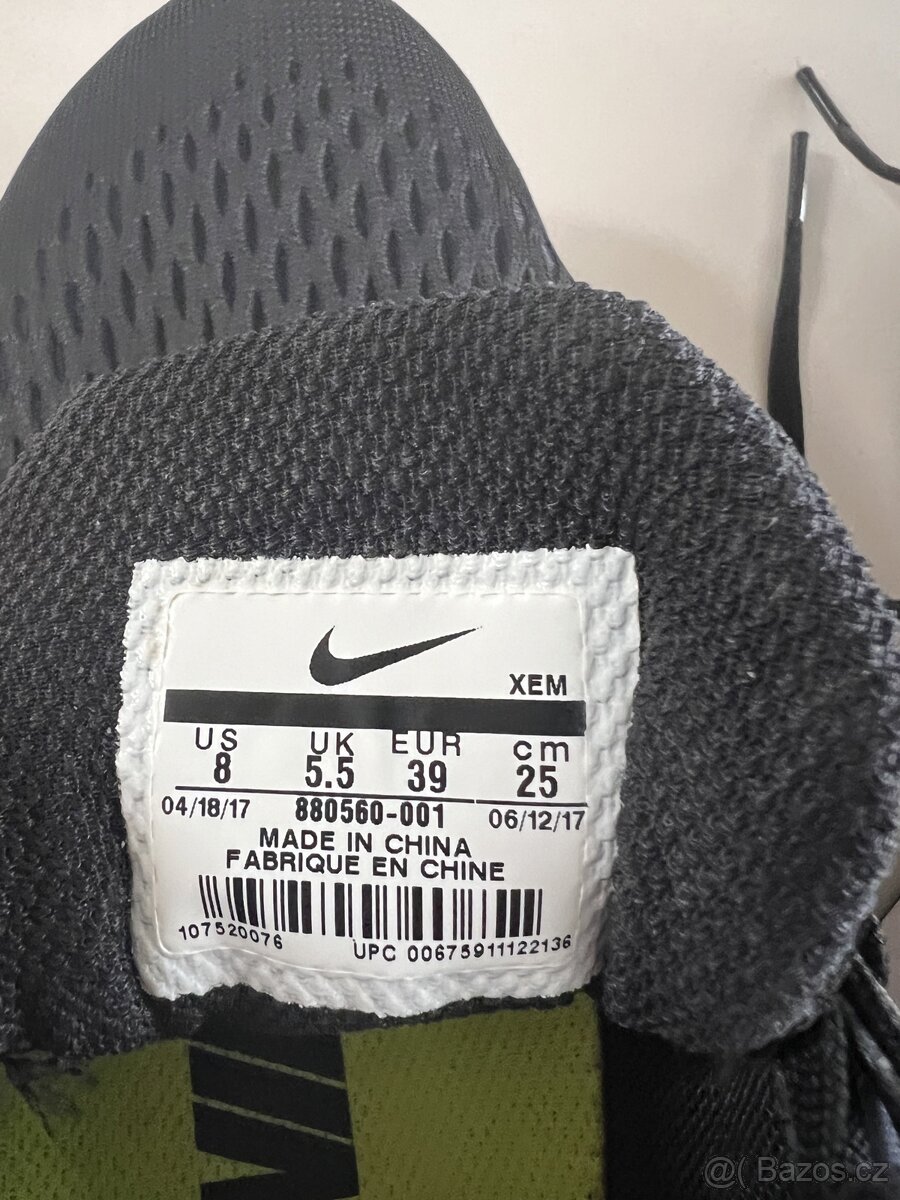 XEM
US UK EUR cm
8 5.5 39 25
04/18/17 880560-001 06/12/17
MADE IN CHINA
FABRIQUE EN CHINE
107520076 UPC 00675911122136
@( Bazos.cz